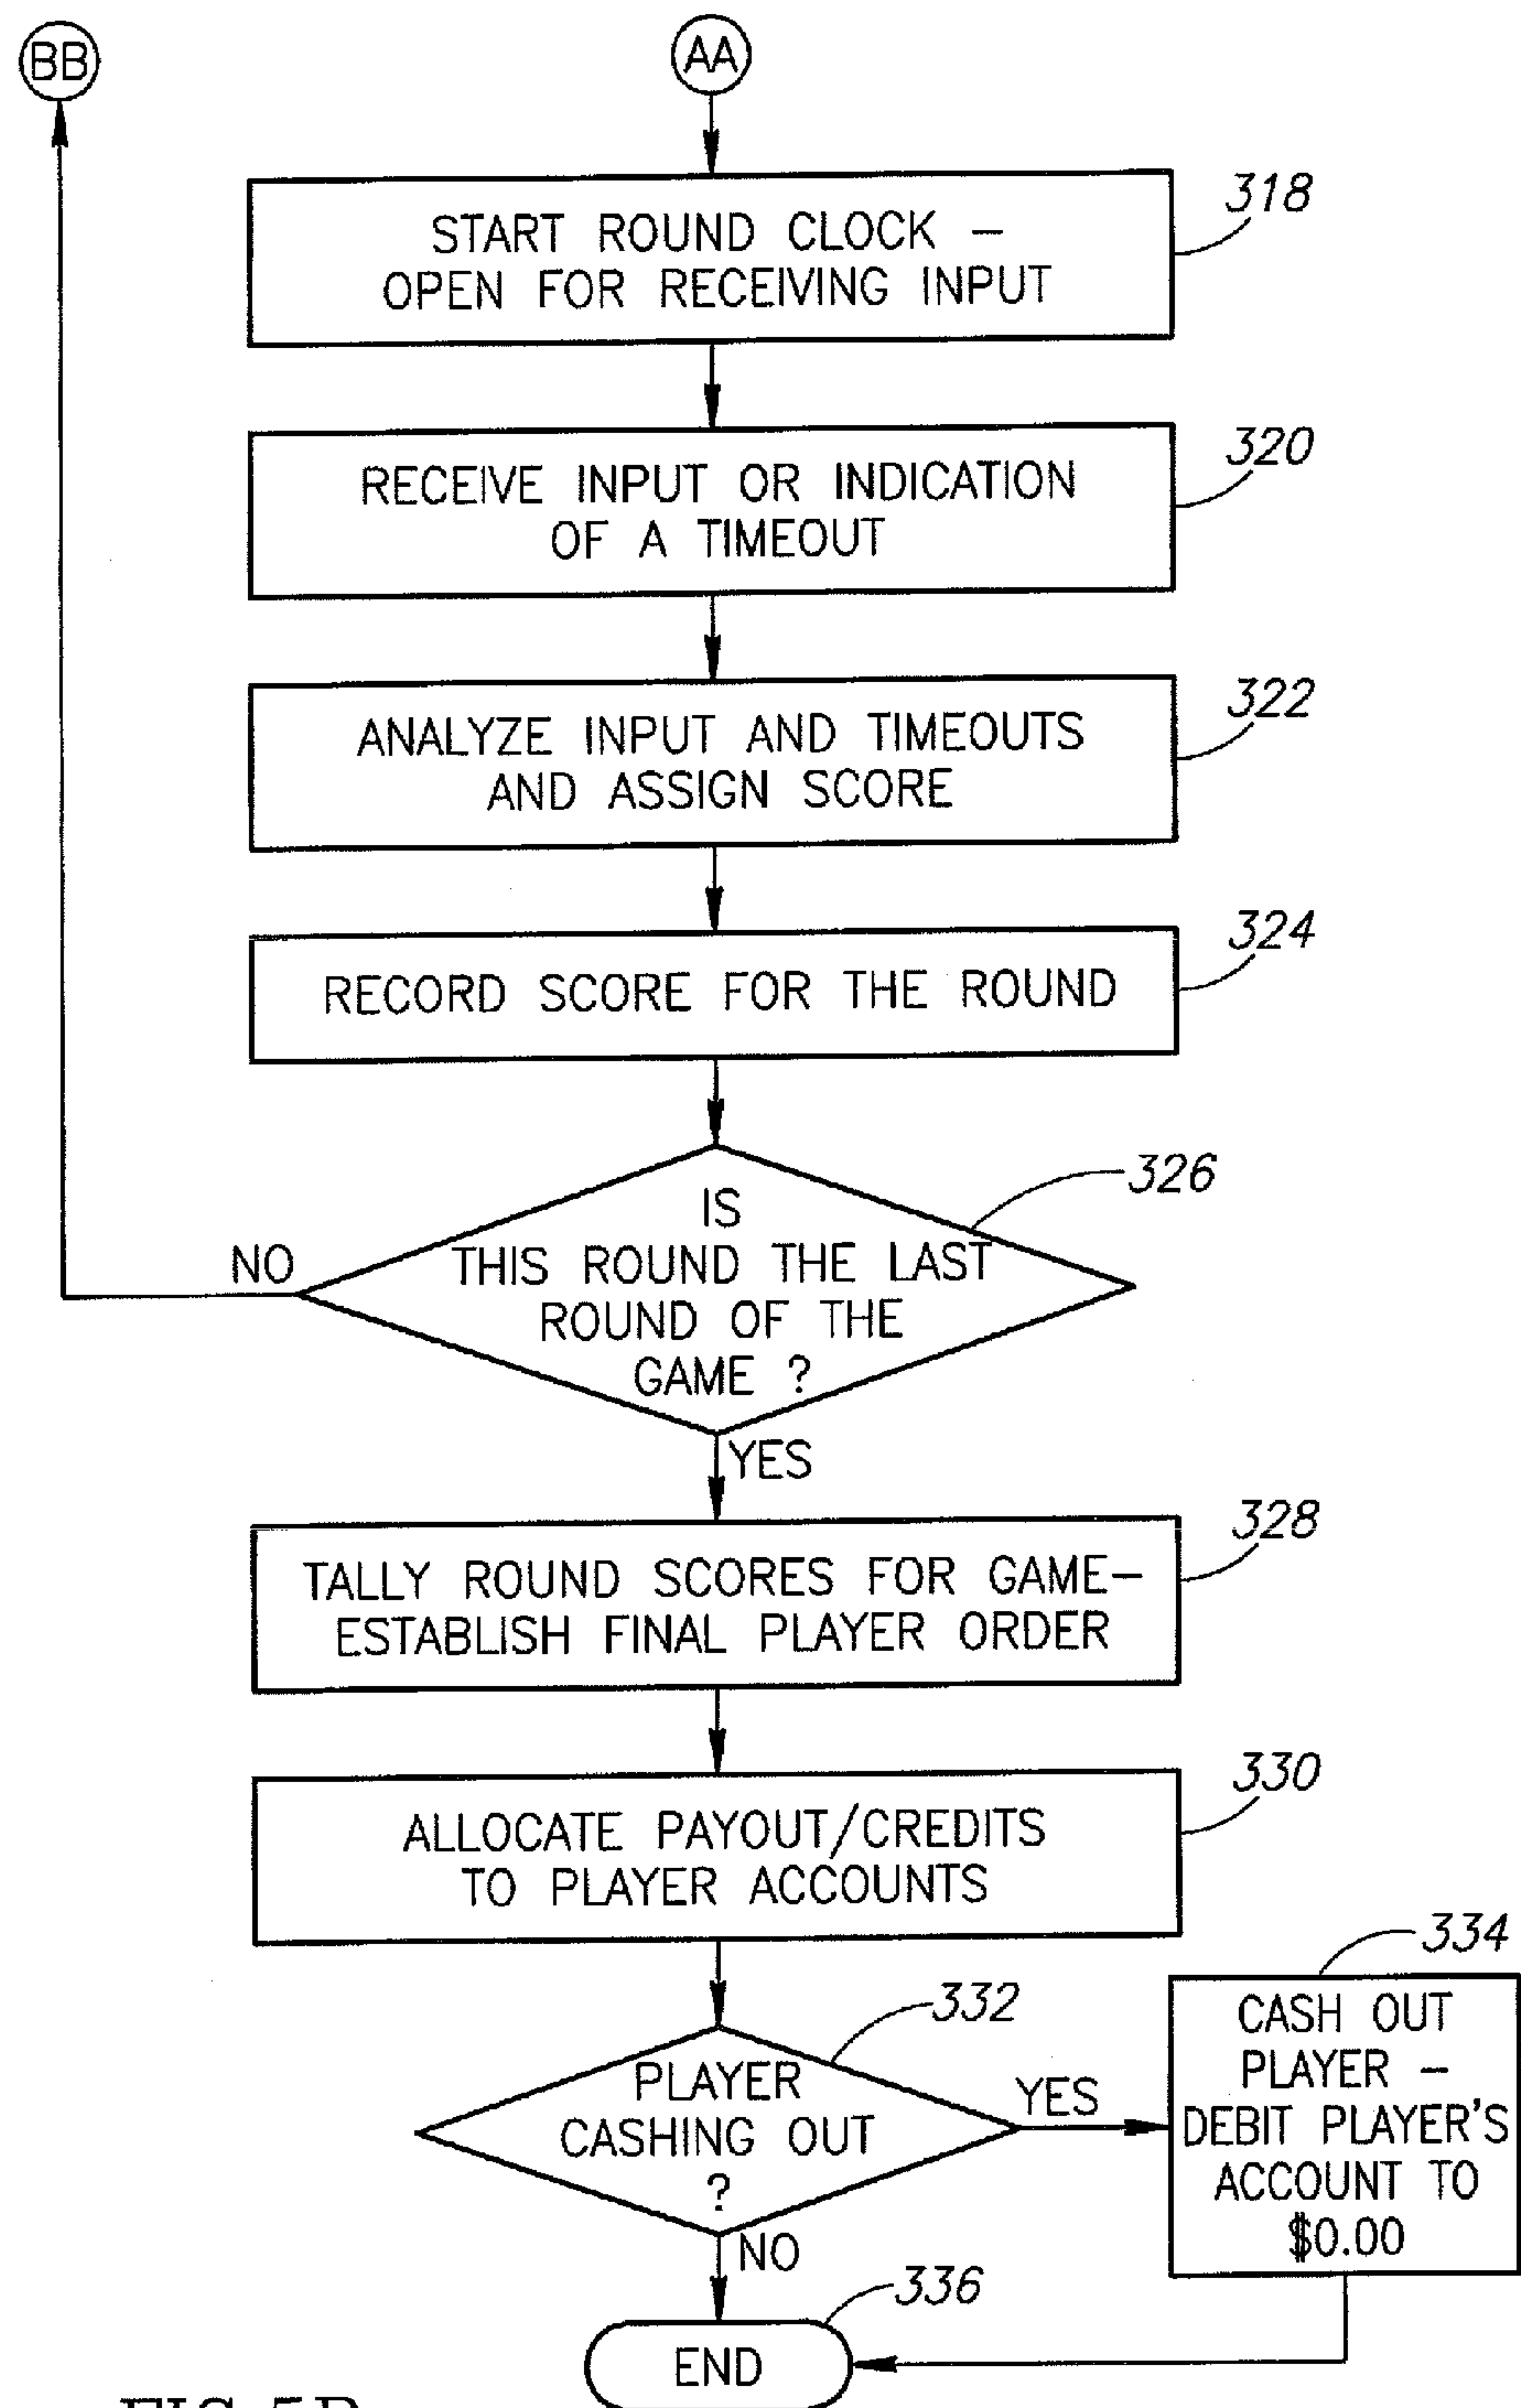 BB
AA
318
START ROUND CLOCK –
OPEN FOR RECEIVING INPUT
320
RECEIVE INPUT OR INDICATION
OF A TIMEOUT
322
ANALYZE INPUT AND TIMEOUTS
AND ASSIGN SCORE
324
RECORD SCORE FOR THE ROUND
326
IS
THIS ROUND THE LAST
ROUND OF THE
GAME ?
NO
YES
328
TALLY ROUND SCORES FOR GAME–
ESTABLISH FINAL PLAYER ORDER
330
ALLOCATE PAYOUT/CREDITS
TO PLAYER ACCOUNTS
332
PLAYER
CASHING OUT
?
YES
334
CASH OUT
PLAYER –
DEBIT PLAYER'S
ACCOUNT TO
$0.00
NO
336
END